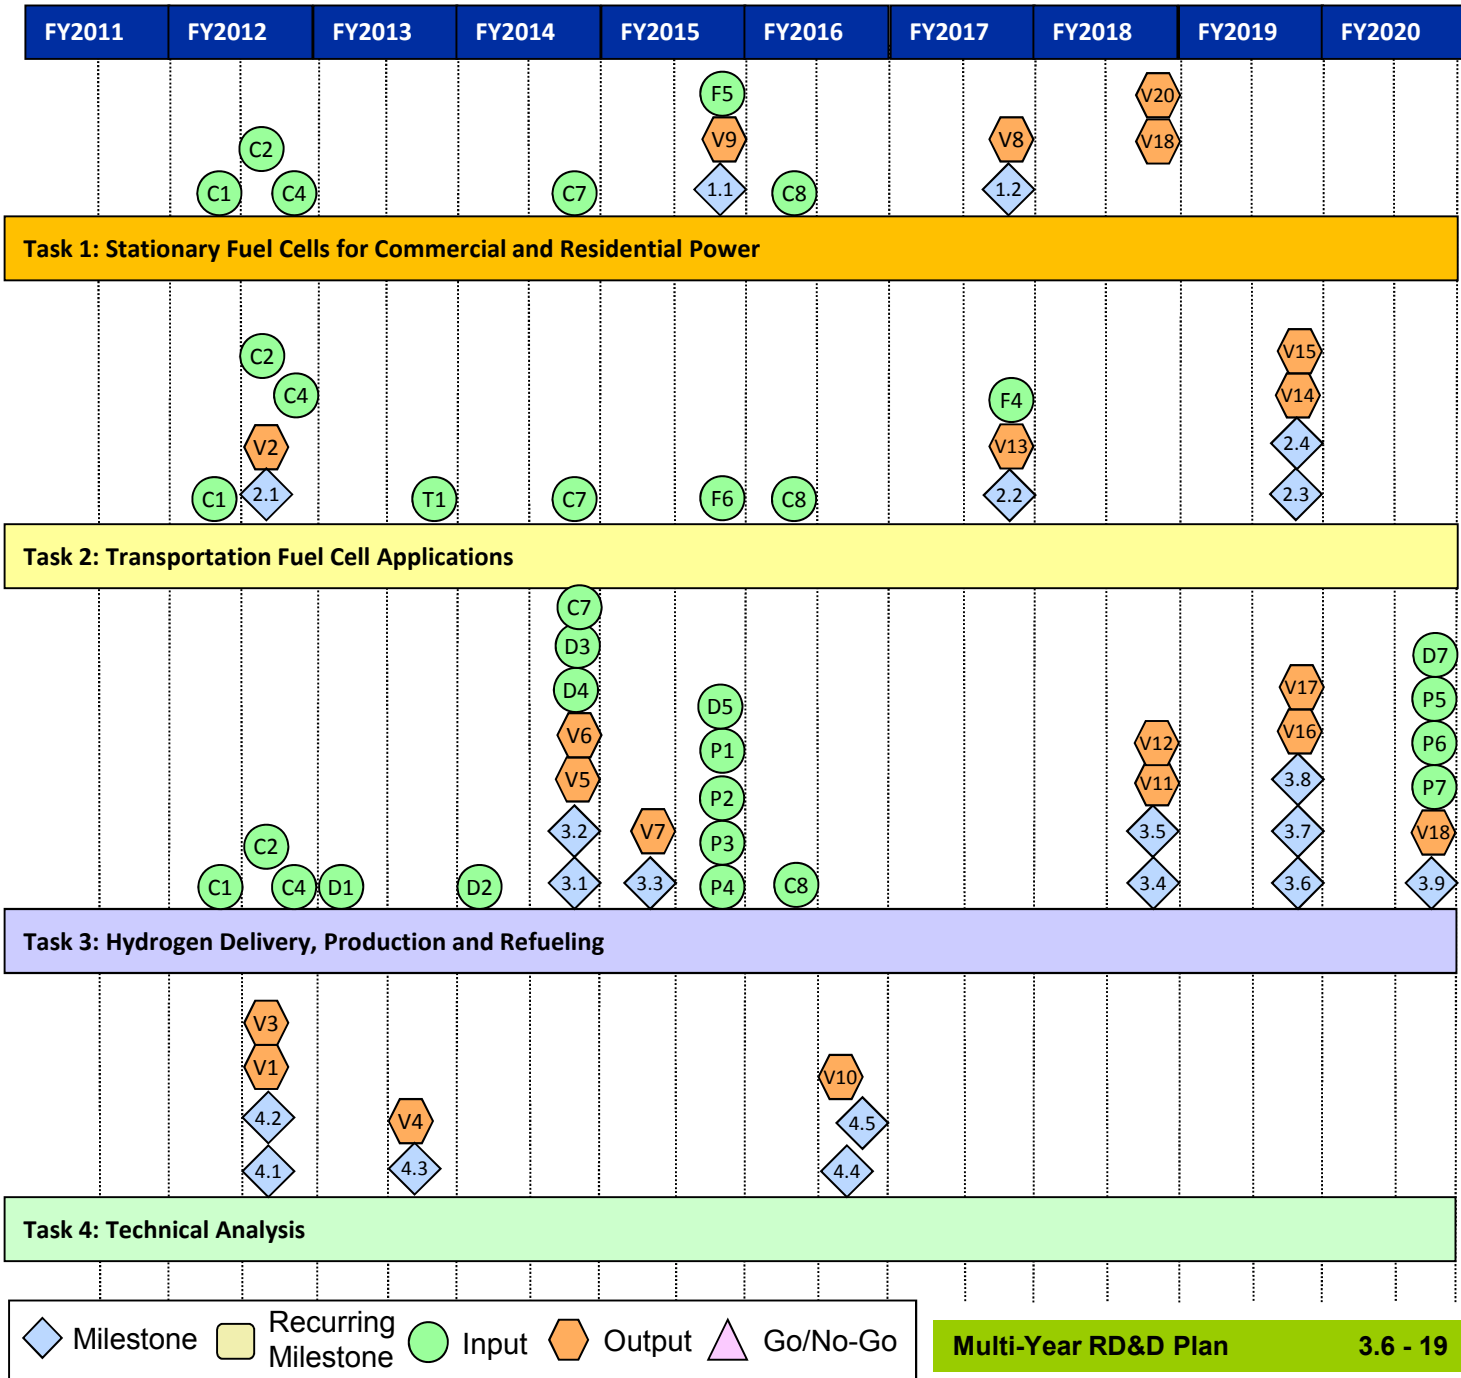 FY2011 FY2012 FY2013 FY2014 FY2015 FY2016 FY2017 FY2018 FY2019 FY2020
F5 V20
C2 V9 V8 V18
C1 C4 C7 1.1 C8 1.2
Task 1: Stationary Fuel Cells for Commercial and Residential Power
C2 V15
C4 F4 V14
V2 V13 2.4
C1 2.1 T1 C7 F6 C8 2.2 2.3
Task 2: Transportation Fuel Cell Applications
C7
D3 D7
D4 D5 V17 P5
V6 P1 V12 V16 P6
V5 P2 V11 3.8 P7
C2 3.2 V7 P3 3.5 3.7 V18
C1 C4 D1 D2 3.1 3.3 P4 C8 3.4 3.6 3.9
Task 3: Hydrogen Delivery, Production and Refueling
V3
V1 V10
4.2 V4 4.5
4.1 4.3 4.4
Task 4: Technical Analysis
Milestone Recurring Milestone Input Output Go/No-Go
Multi-Year RD&D Plan 3.6 - 19